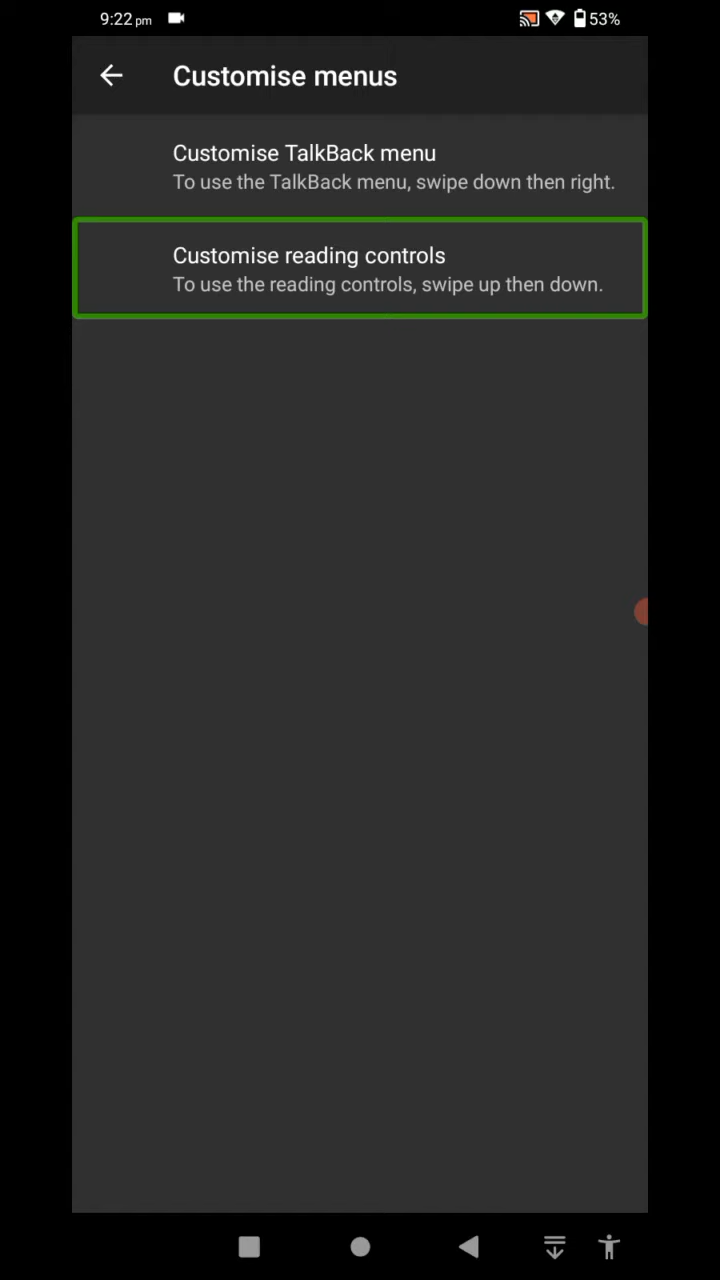 9:22 pm
53%
Customise menus
Customise TalkBack menu
To use the TalkBack menu, swipe down then right.
Customise reading controls
To use the reading controls, swipe up then down.